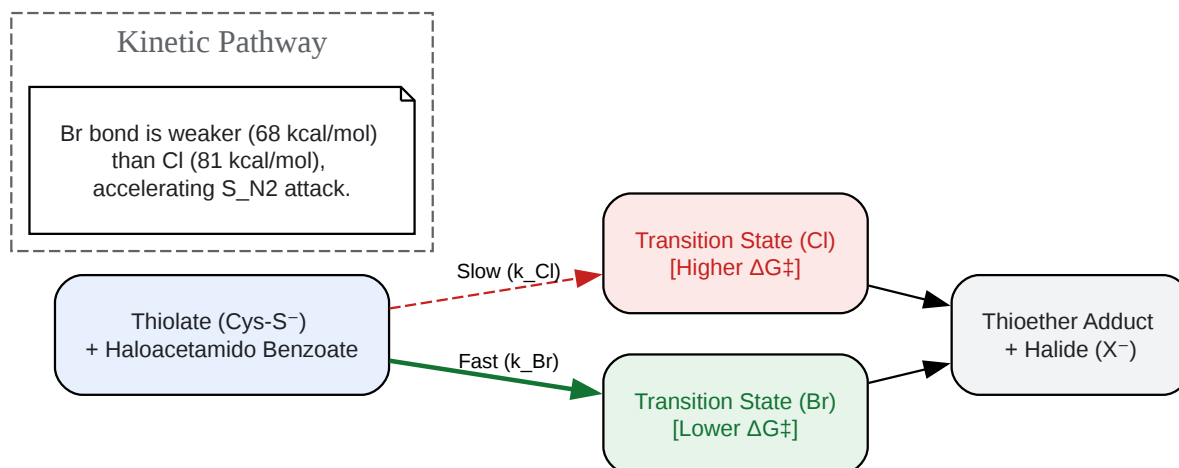 Kinetic Pathway
Br bond is weaker (68 kcal/mol)
than Cl (81 kcal/mol),
accelerating S_N2 attack.
Thiolate (Cys-S⁻)
+ Haloacetamido Benzoate
Slow (k_Cl)
Fast (k_Br)
Transition State (Cl)
[Higher ΔG‡]
Transition State (Br)
[Lower ΔG‡]
Thioether Adduct
+ Halide (X⁻)